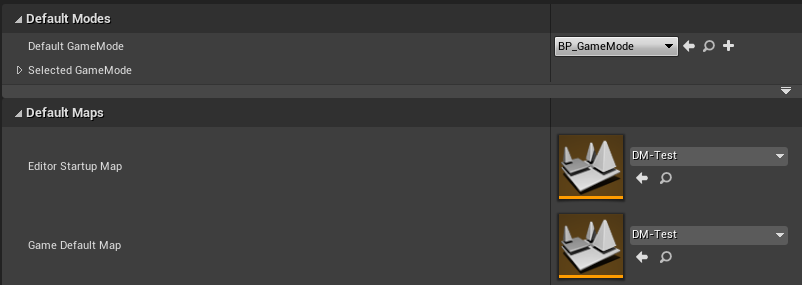 Default Modes
Default GameMode
BP_GameMode
Selected GameMode
Default Maps
Editor Startup Map
DM-Test
Game Default Map
DM-Test